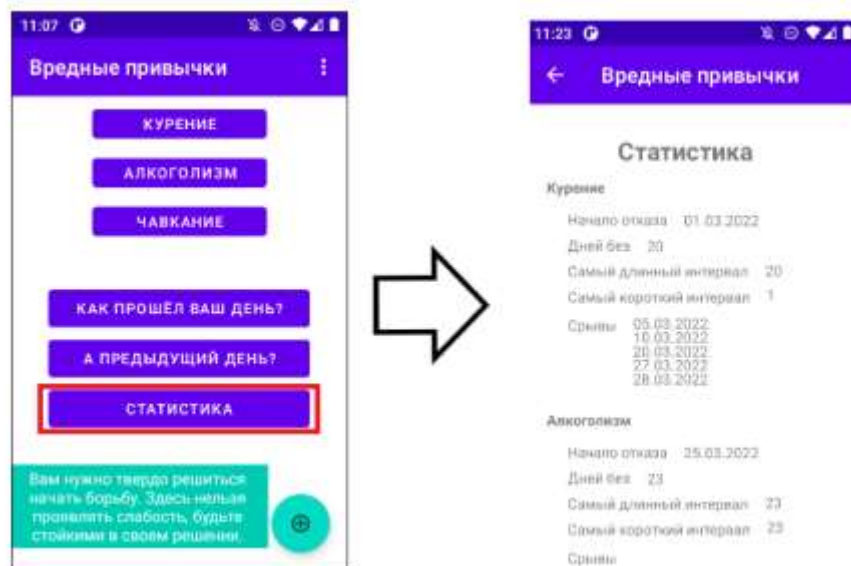 11:07
Вредные привычки
КУРЕНИЕ
АЛКОГОЛИЗМ
ЧАВКАНИЕ
КАК ПРОШЁЛ ВАШ ДЕНЬ?
А ПРЕДЫДУЩИЙ ДЕНЬ?
СТАТИСТИКА
Вам нужно твердо решиться
начать борьбу. Здесь нельзя
проявлять слабость, будьте
стойкими в своем решении.
11:23
Вредные привычки
Статистика
Курение
Начало отказа 01.03.2022
Дней без 20
Самый длинный интервал 20
Самый короткий интервал 1
Срывы 05.03.2022
10.03.2022
20.03.2022
27.03.2022
28.03.2022
Алкоголизм
Начало отказа 25.03.2022
Дней без 23
Самый длинный интервал 23
Самый короткий интервал 23
Срывы